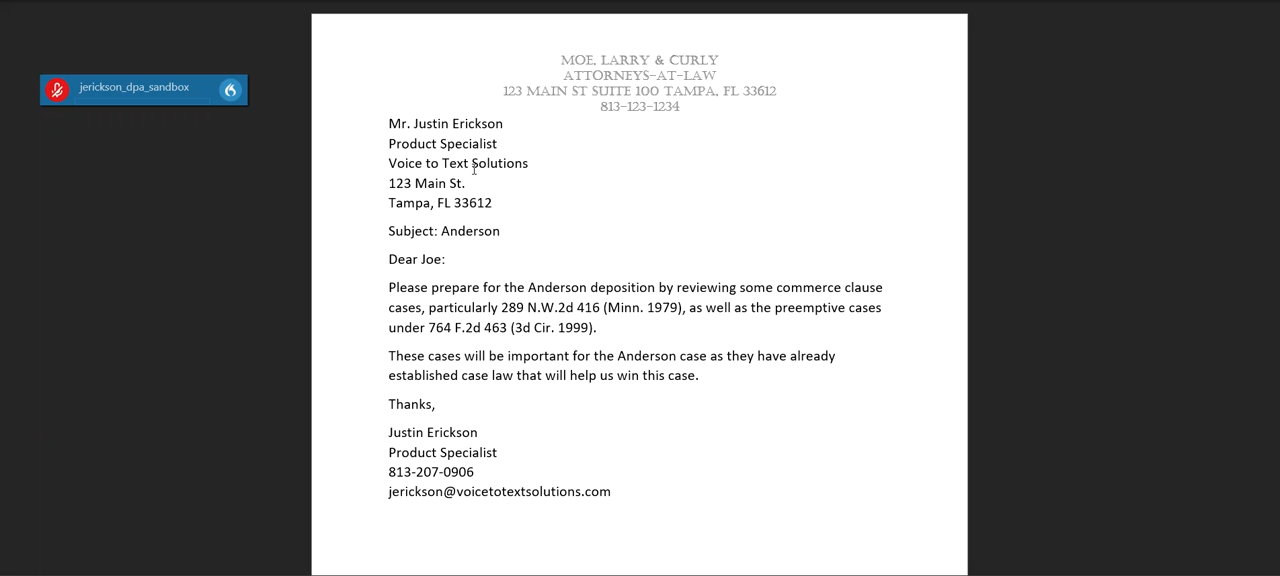 jerickson_dpa_sandbox
MOE, LARRY & CURLY
ATTORNEYS-AT-LAW
123 MAIN ST SUITE 100 TAMPA, FL 33612
813-123-1234
Mr. Justin Erickson
Product Specialist
Voice to Text Solutions
123 Main St.
Tampa, FL 33612
Subject: Anderson
Dear Joe:
Please prepare for the Anderson deposition by reviewing some commerce clause
cases, particularly 289 N.W.2d 416 (Minn. 1979), as well as the preemptive cases
under 764 F.2d 463 (3d Cir. 1999).
These cases will be important for the Anderson case as they have already
established case law that will help us win this case.
Thanks,
Justin Erickson
Product Specialist
813-207-0906
jerickson@voicetotextsolutions.com